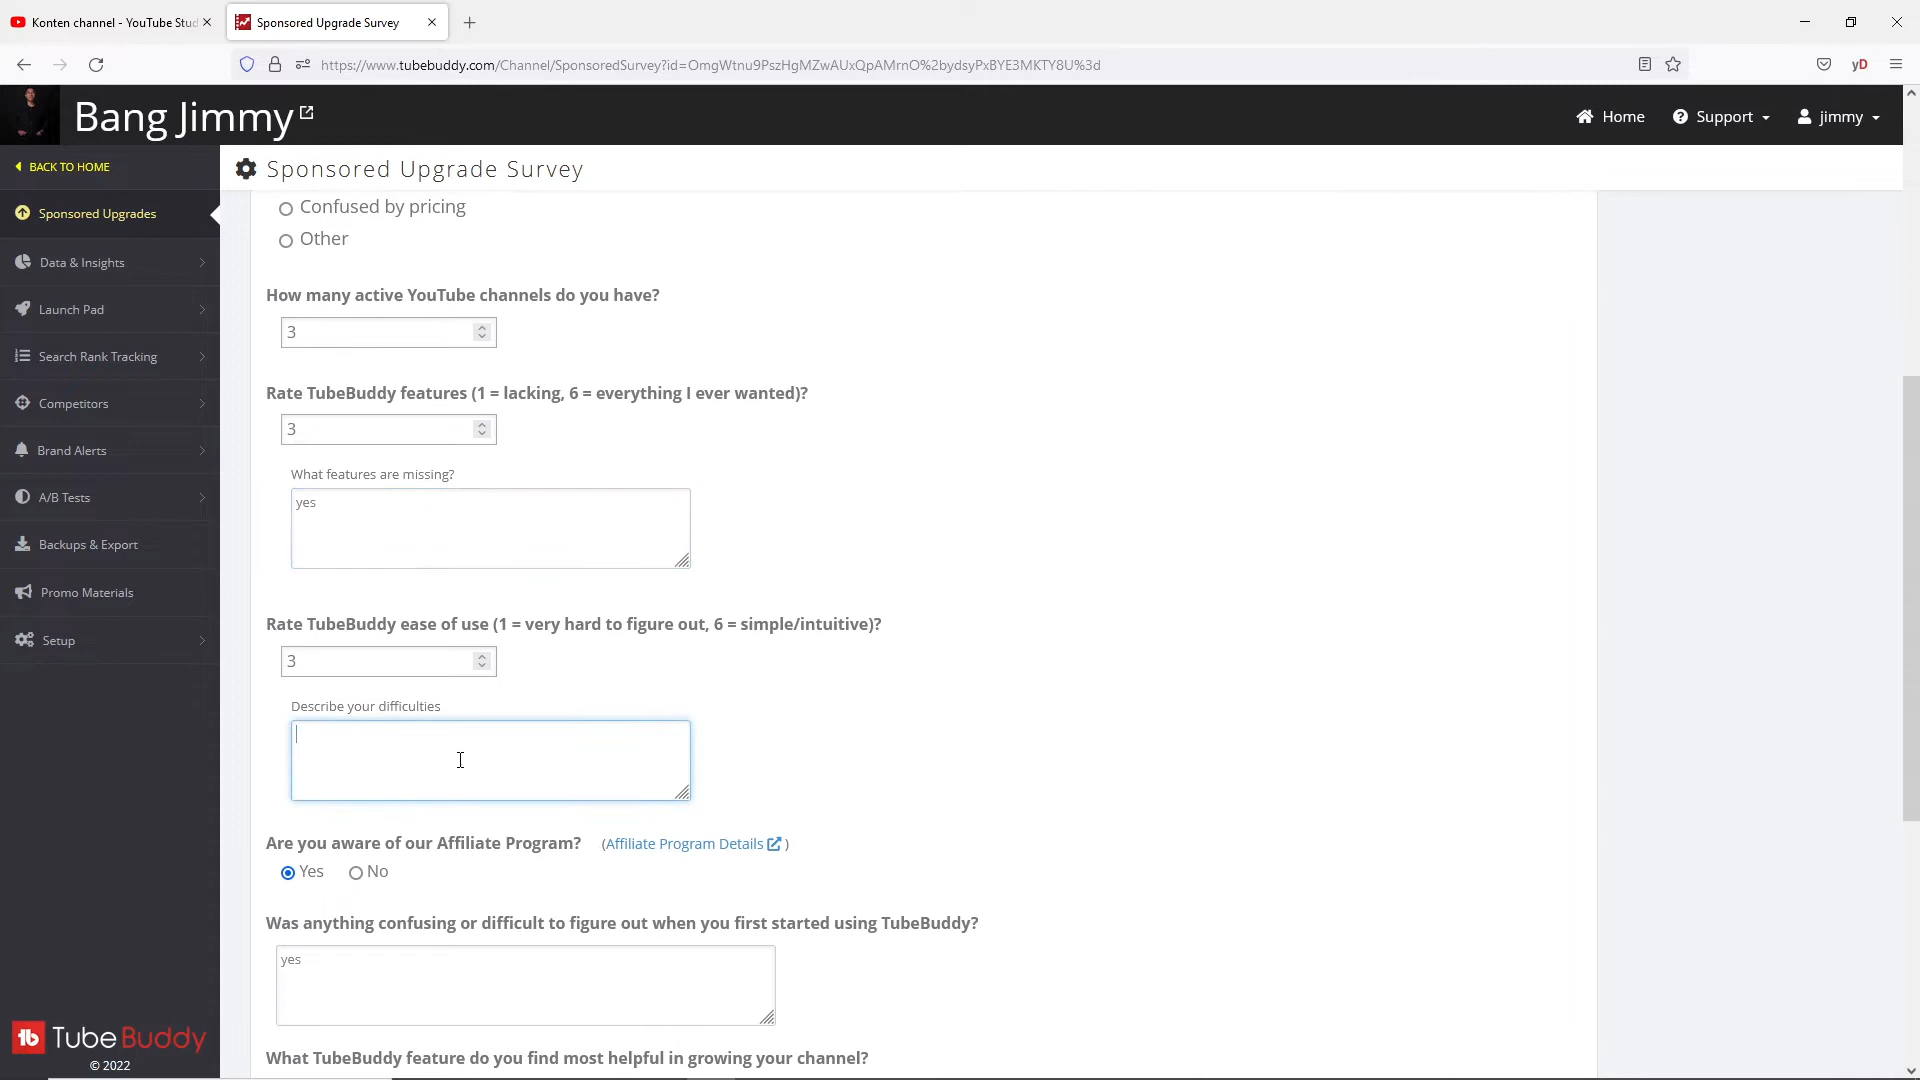 Konten channel - YouTube Stud
Sponsored Upgrade Survey
https://www.tubebuddy.com/Channel/SponsoredSurvey?id=OmgWtnu9PszHgMZwAUxQpAMrnO%2bydsyPxBYE3MKTY8U%3d
yD
Bang Jimmy
Home
Support
jimmy
BACK TO HOME
Sponsored Upgrades
Data & Insights
Launch Pad
Search Rank Tracking
Competitors
Brand Alerts
A/B Tests
Backups & Export
Promo Materials
Setup
TubeBuddy
© 2022
Sponsored Upgrade Survey
Confused by pricing
Other
How many active YouTube channels do you have?
3
Rate TubeBuddy features (1 = lacking, 6 = everything I ever wanted)?
3
What features are missing?
yes
Rate TubeBuddy ease of use (1 = very hard to figure out, 6 = simple/intuitive)?
3
Describe your difficulties
Are you aware of our Affiliate Program? (Affiliate Program Details )
Yes No
Was anything confusing or difficult to figure out when you first started using TubeBuddy?
yes
What TubeBuddy feature do you find most helpful in growing your channel?